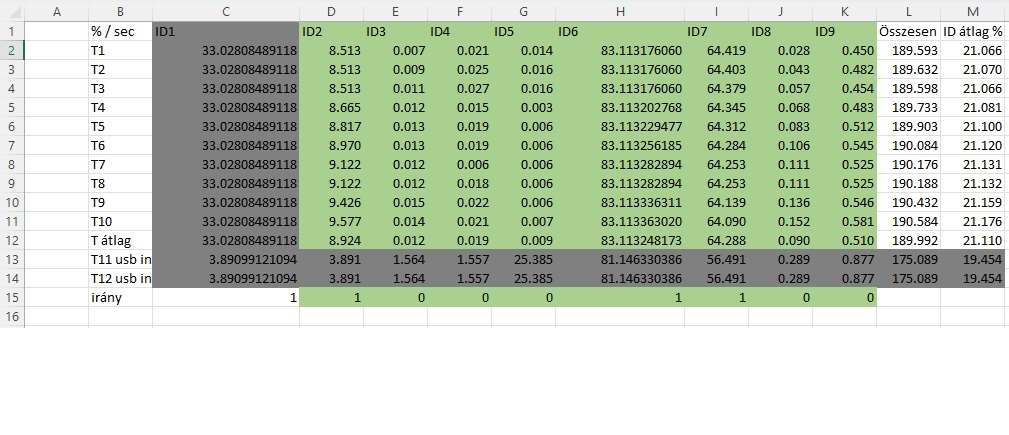 A B C D E F G H I J K L M
1 % / sec ID1 ID2 ID3 ID4 ID5 ID6 ID7 ID8 ID9 Összesen ID átlag %
2 T1 33.02808489118 8.513 0.007 0.021 0.014 83.113176060 64.419 0.028 0.450 189.593 21.066
3 T2 33.02808489118 8.513 0.009 0.025 0.016 83.113176060 64.403 0.043 0.482 189.632 21.070
4 T3 33.02808489118 8.513 0.011 0.027 0.016 83.113176060 64.379 0.057 0.454 189.598 21.066
5 T4 33.02808489118 8.665 0.012 0.015 0.003 83.113202768 64.345 0.068 0.483 189.733 21.081
6 T5 33.02808489118 8.817 0.013 0.019 0.006 83.113229477 64.312 0.083 0.512 189.903 21.100
7 T6 33.02808489118 8.970 0.013 0.019 0.006 83.113256185 64.284 0.106 0.545 190.084 21.120
8 T7 33.02808489118 9.122 0.012 0.006 0.006 83.113282894 64.253 0.111 0.525 190.176 21.131
9 T8 33.02808489118 9.122 0.012 0.018 0.006 83.113282894 64.253 0.111 0.525 190.188 21.132
10 T9 33.02808489118 9.426 0.015 0.022 0.006 83.113336311 64.139 0.136 0.546 190.432 21.159
11 T10 33.02808489118 9.577 0.014 0.021 0.007 83.113363020 64.090 0.152 0.581 190.584 21.176
12 T átlag 33.02808489118 8.924 0.012 0.019 0.009 83.113248173 64.288 0.090 0.510 189.992 21.110
13 T11 usb in 3.89099121094 3.891 1.564 1.557 25.385 81.146330386 56.491 0.289 0.877 175.089 19.454
14 T12 usb in 3.89099121094 3.891 1.564 1.557 25.385 81.146330386 56.491 0.289 0.877 175.089 19.454
15 irány 1 1 0 0 0 1 1 0 0
16